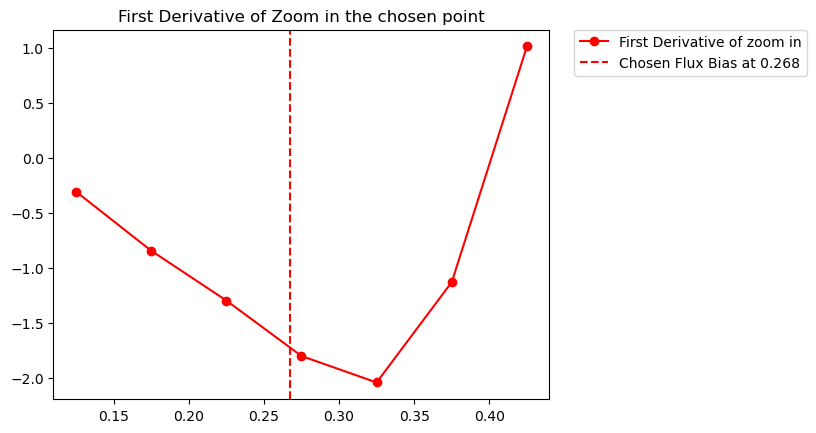 First Derivative of Zoom in the chosen point
First Derivative of zoom in
Chosen Flux Bias at 0.268
1.0
0.5
0.0
−0.5
−1.0
−1.5
−2.0
0.15 0.20 0.25 0.30 0.35 0.40